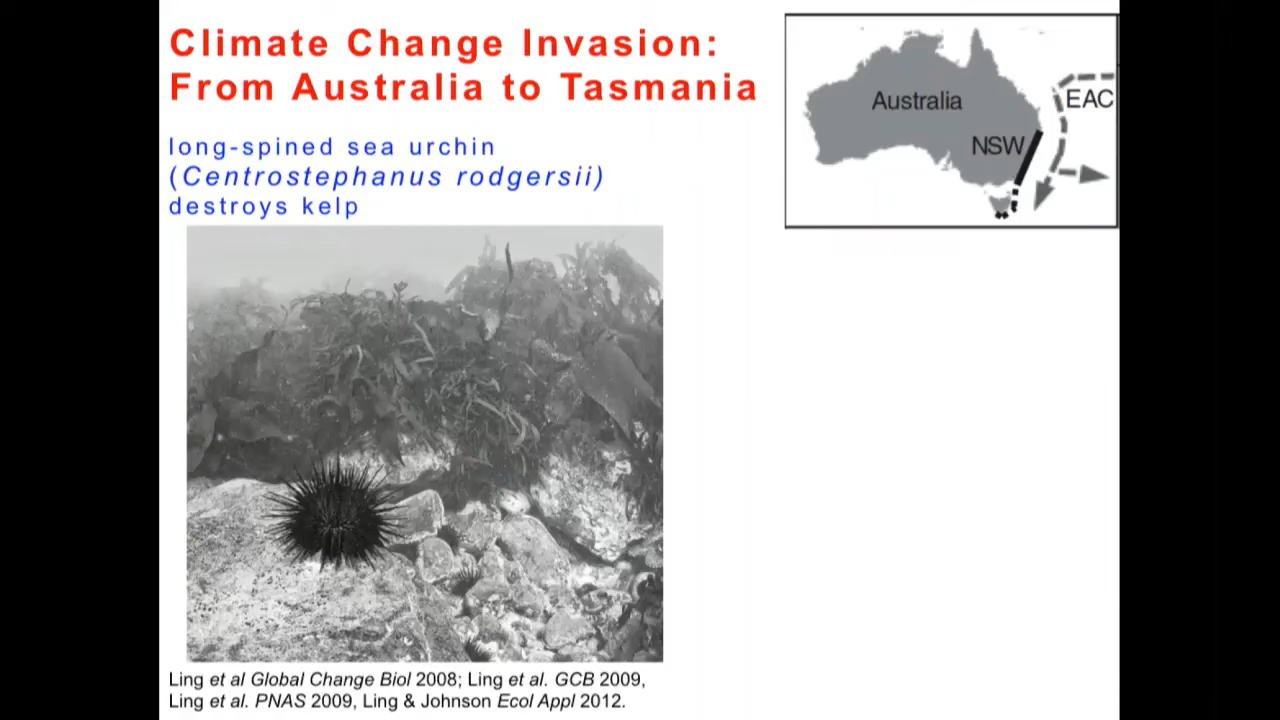 Climate Change Invasion:
From Australia to Tasmania
long-spined sea urchin
(Centrostephanus rodgersii)
destroys kelp
Australia
EAC
NSW
Ling et al Global Change Biol 2008; Ling et al. GCB 2009,
Ling et al. PNAS 2009, Ling & Johnson Ecol Appl 2012.